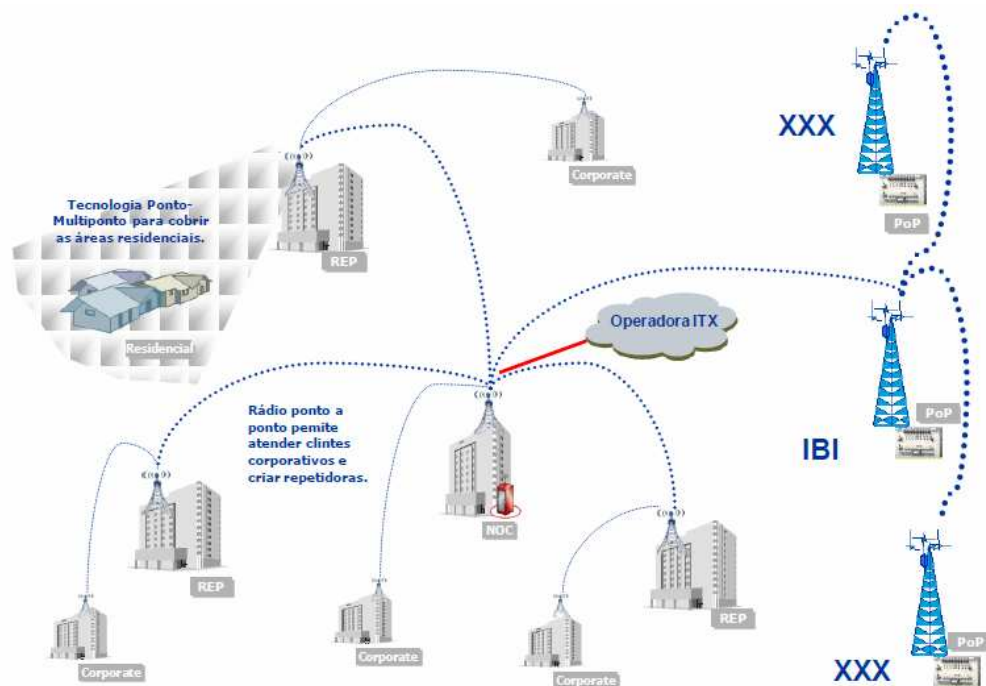 XXX
Corporate
PoP
Tecnologia Ponto-
Multiponto para cobrir
as áreas residenciais.
REP
Operadora ITX
Residencial
PoP
Rádio ponto a
ponto pemite
atender clintes
corporativos e
criar repetidoras.
IBI
NOC
REP
REP
PoP
Corporate
Corporate
Corporate
XXX